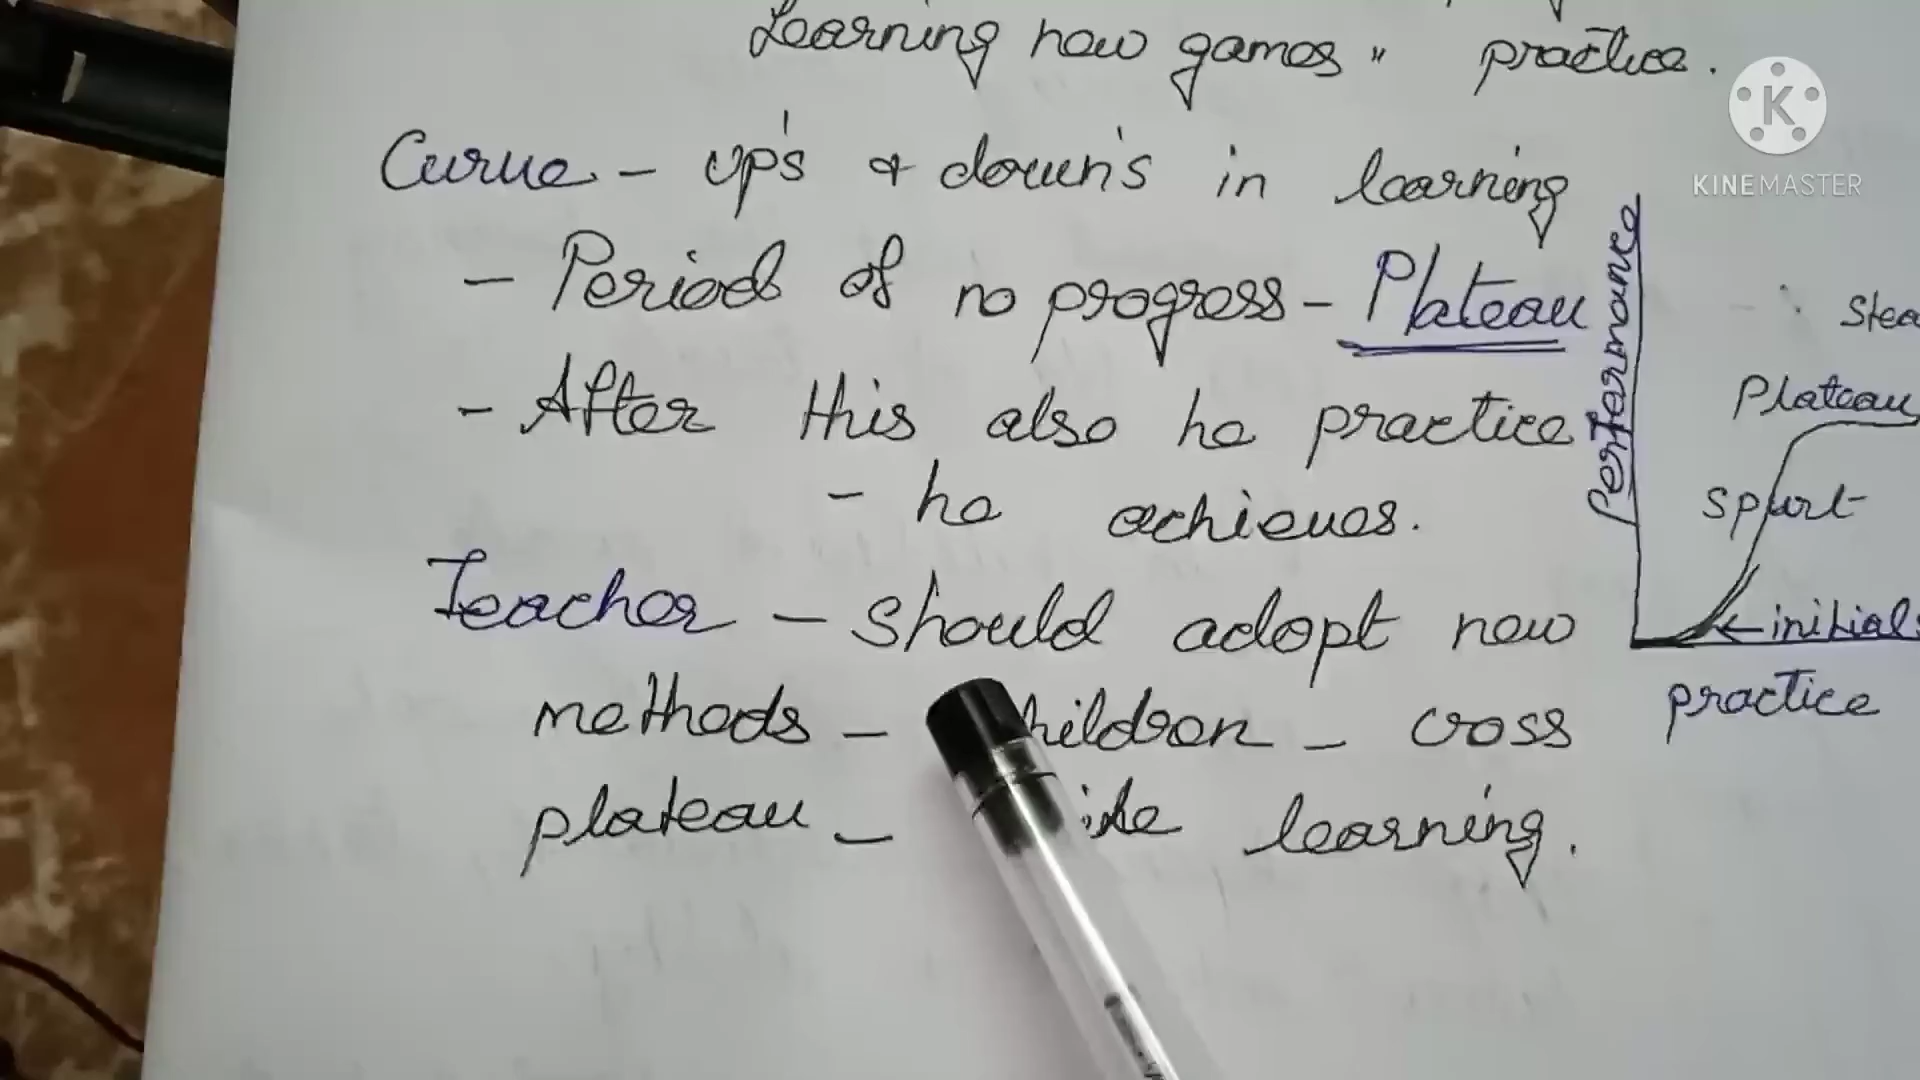 Learning new games " practice.
Curve - up's & down's in learning
- Period of no progress - Plateau
- After this also he practice
- he achieves.
Teacher - should adopt new
methods - children - cross
plateau - learning.
Performance
Plateau
Spurt
← initial
practice
K
KINEMASTER